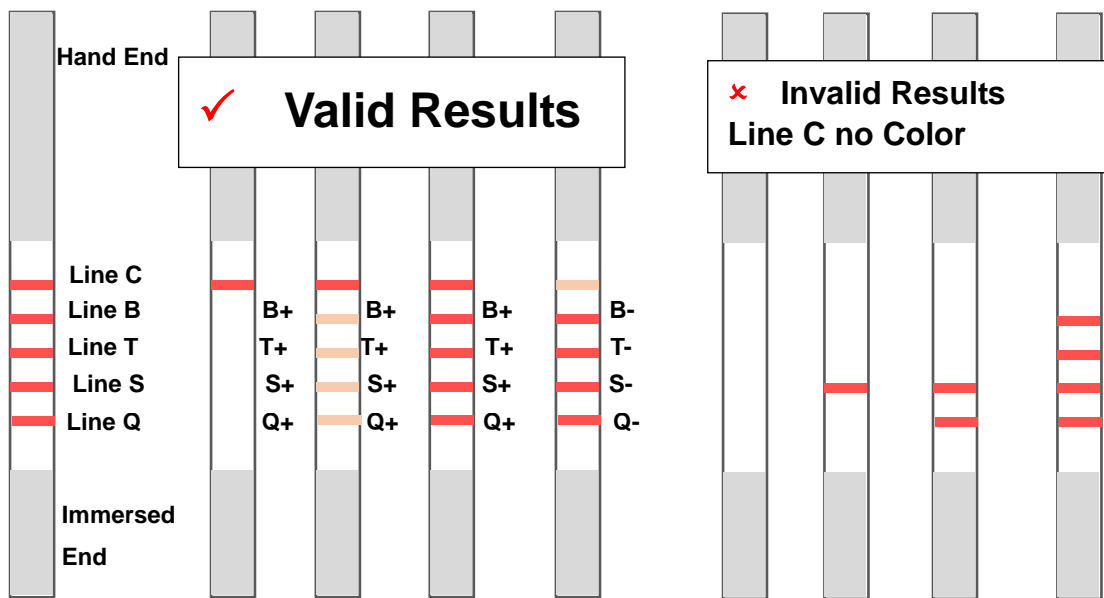 Hand End
✓ Valid Results
✗ Invalid Results
Line C no Color
Line C
Line B B+ B+ B+ B-
Line T T+ T+ T+ T-
Line S S+ S+ S+ S-
Line Q Q+ Q+ Q+ Q-
Immersed
End